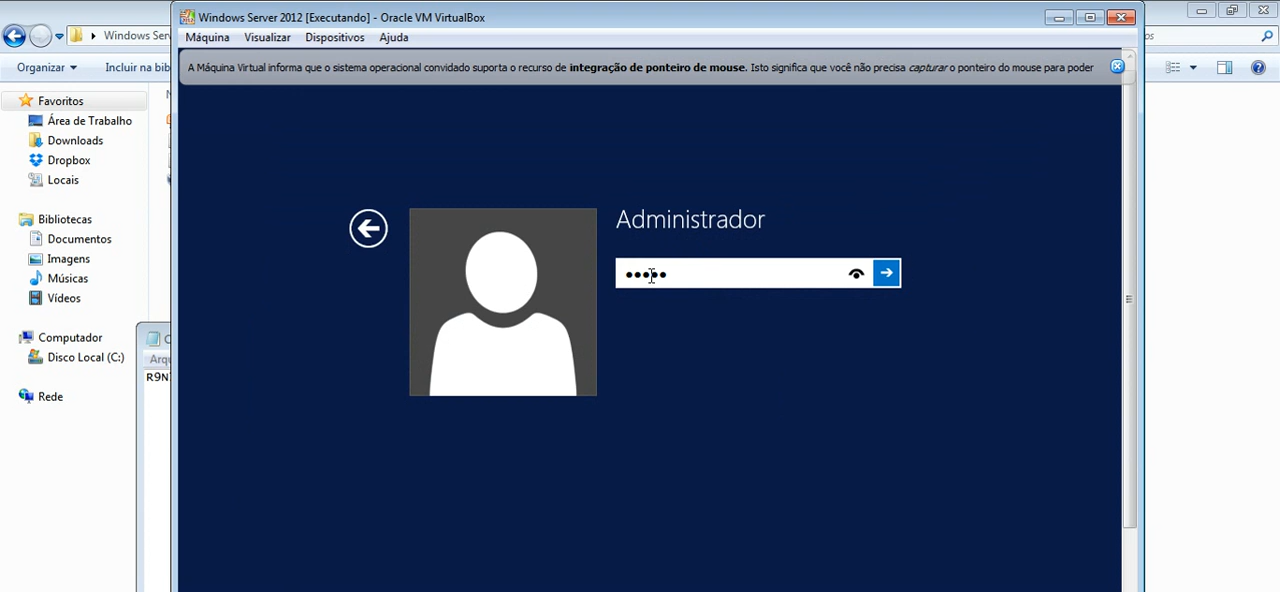 Windows Server 2012 [Executando] - Oracle VM VirtualBox
Windows Ser
Máquina Visualizar Dispositivos Ajuda
Organizar Incluir na bib
A Máquina Virtual informa que o sistema operacional convidado suporta o recurso de integração de ponteiro de mouse. Isto significa que você não precisa capturar o ponteiro do mouse para poder
Favoritos
Área de Trabalho
Downloads
Dropbox
Locais
Bibliotecas
Documentos
Imagens
Músicas
Vídeos
Computador
Disco Local (C:)
Rede
Arqu
Administrador